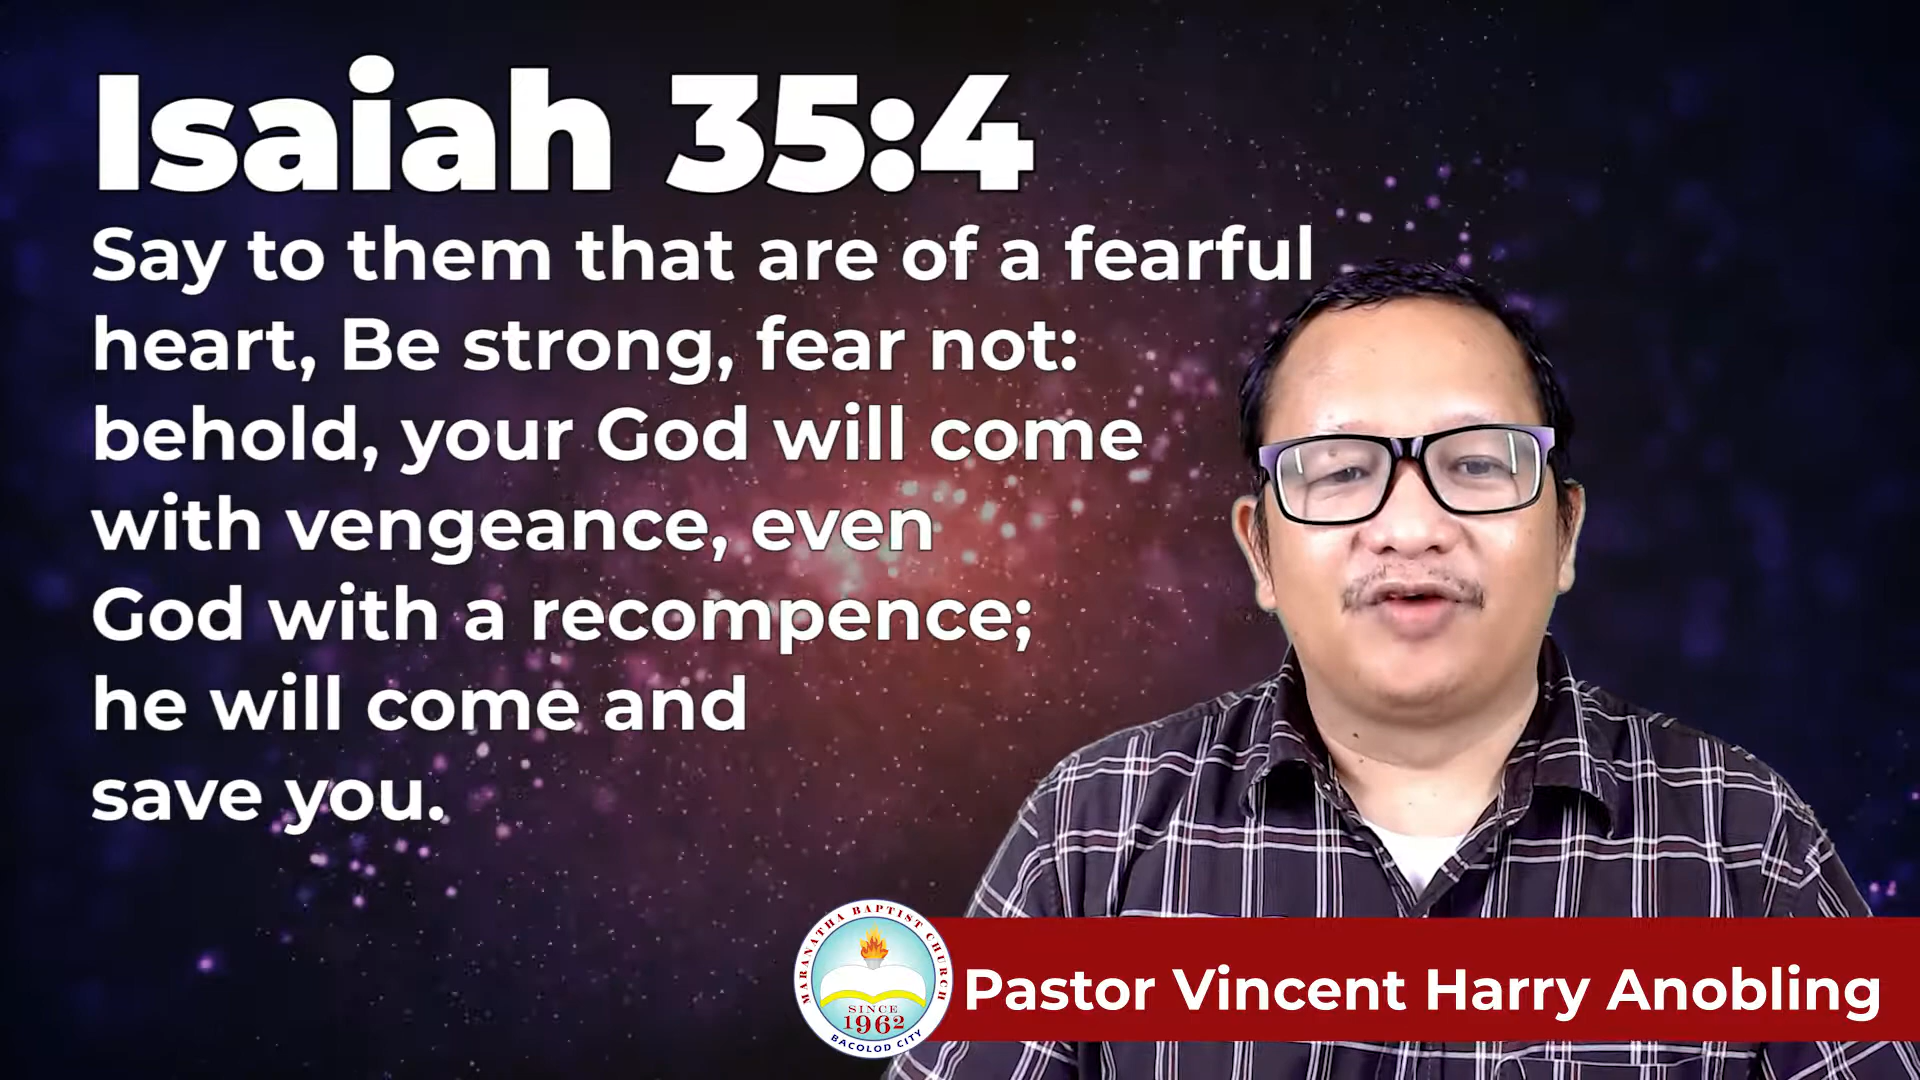 Isaiah 35:4
Say to them that are of a fearful
heart, Be strong, fear not:
behold, your God will come
with vengeance, even
God with a recompence;
he will come and
save you.
MARANATHA BAPTIST CHURCH
SINCE
1962
BACOLOD CITY
Pastor Vincent Harry Anobling